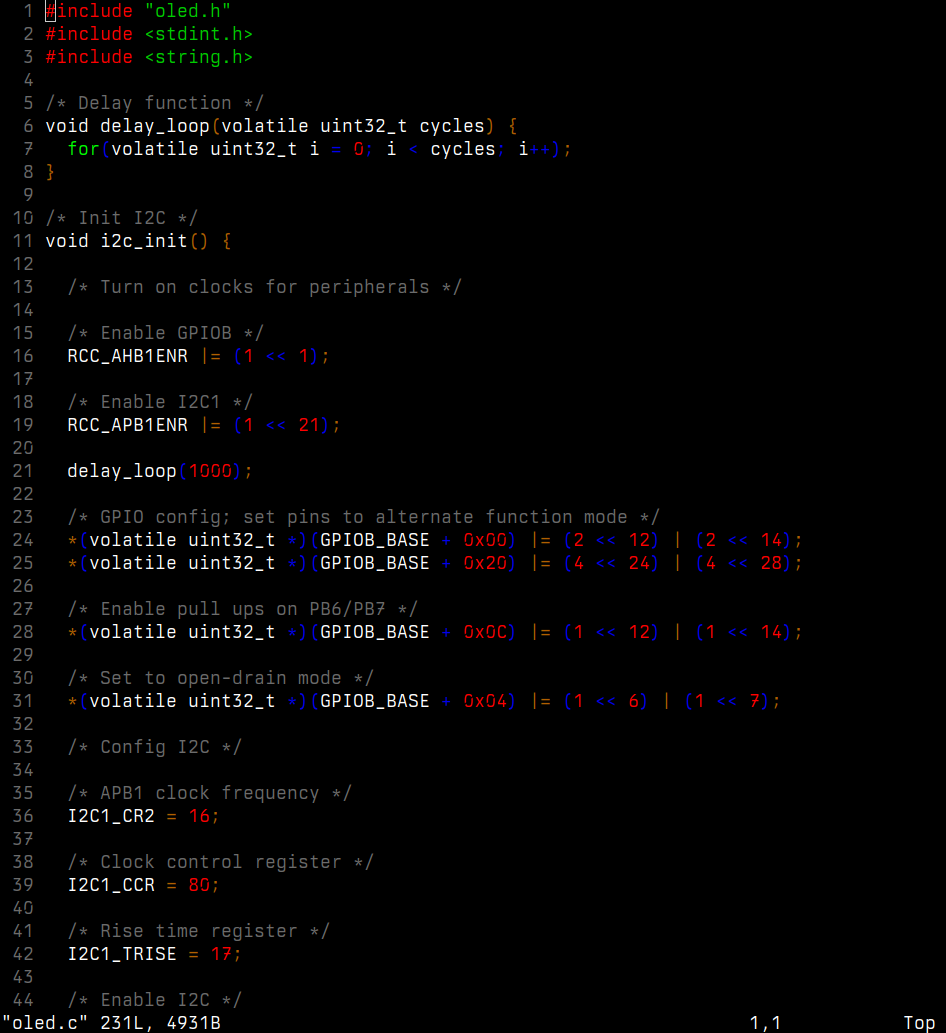 1 #include "oled.h"
2 #include <stdint.h>
3 #include <string.h>
4
5 /* Delay function */
6 void delay_loop(volatile uint32_t cycles) {
7   for(volatile uint32_t i = 0; i < cycles; i++);
8 }
9
10 /* Init I2C */
11 void i2c_init() {
12
13   /* Turn on clocks for peripherals */
14
15   /* Enable GPIOB */
16   RCC_AHB1ENR |= (1 << 1);
17
18   /* Enable I2C1 */
19   RCC_APB1ENR |= (1 << 21);
20
21   delay_loop(1000);
22
23   /* GPIO config; set pins to alternate function mode */
24   *(volatile uint32_t *)(GPIOB_BASE + 0x00) |= (2 << 12) | (2 << 14);
25   *(volatile uint32_t *)(GPIOB_BASE + 0x20) |= (4 << 24) | (4 << 28);
26
27   /* Enable pull ups on PB6/PB7 */
28   *(volatile uint32_t *)(GPIOB_BASE + 0x0C) |= (1 << 12) | (1 << 14);
29
30   /* Set to open-drain mode */
31   *(volatile uint32_t *)(GPIOB_BASE + 0x04) |= (1 << 6) | (1 << 7);
32
33   /* Config I2C */
34
35   /* APB1 clock frequency */
36   I2C1_CR2 = 16;
37
38   /* Clock control register */
39   I2C1_CCR = 80;
40
41   /* Rise time register */
42   I2C1_TRISE = 17;
43
44   /* Enable I2C */
"oled.c" 231L, 4931B 1,1 Top